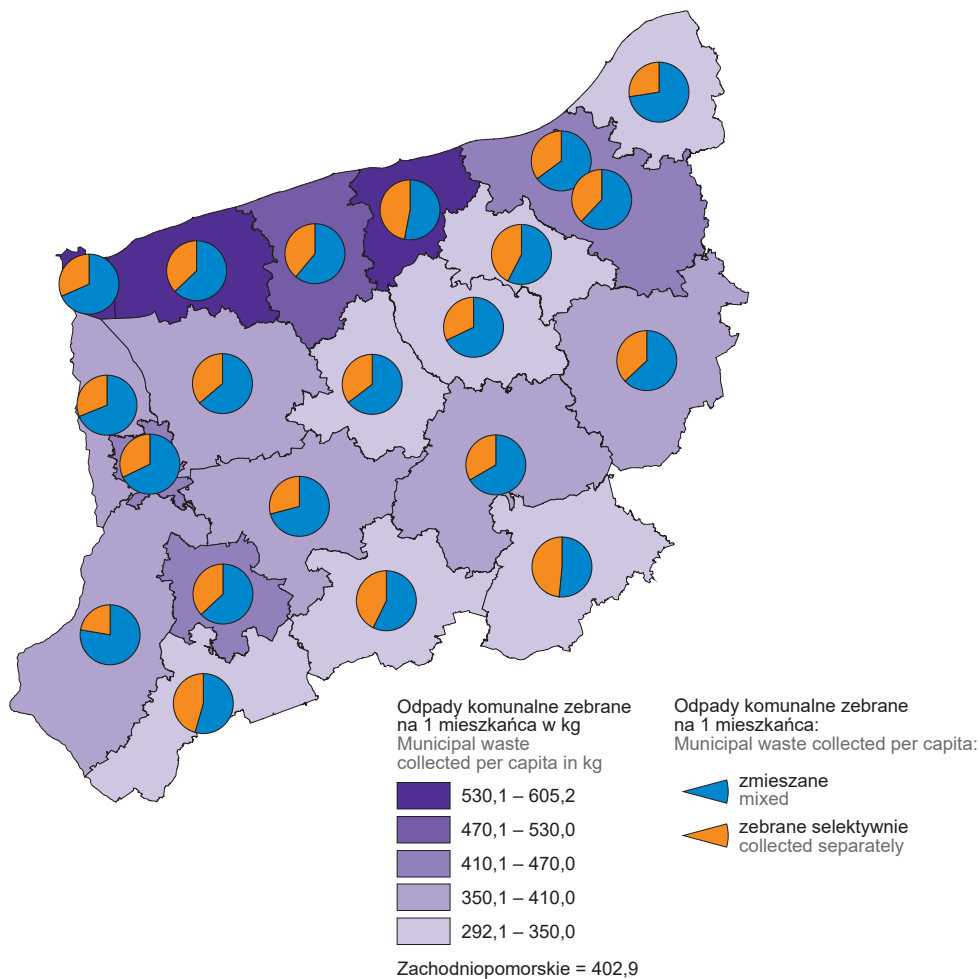 Odpady komunalne zebrane
na 1 mieszkańca w kg
Municipal waste
collected per capita in kg
530,1 – 605,2
470,1 – 530,0
410,1 – 470,0
350,1 – 410,0
292,1 – 350,0
Zachodniopomorskie = 402,9
Odpady komunalne zebrane
na 1 mieszkańca:
Municipal waste collected per capita:
zmieszane
mixed
zebrane selektywnie
collected separately